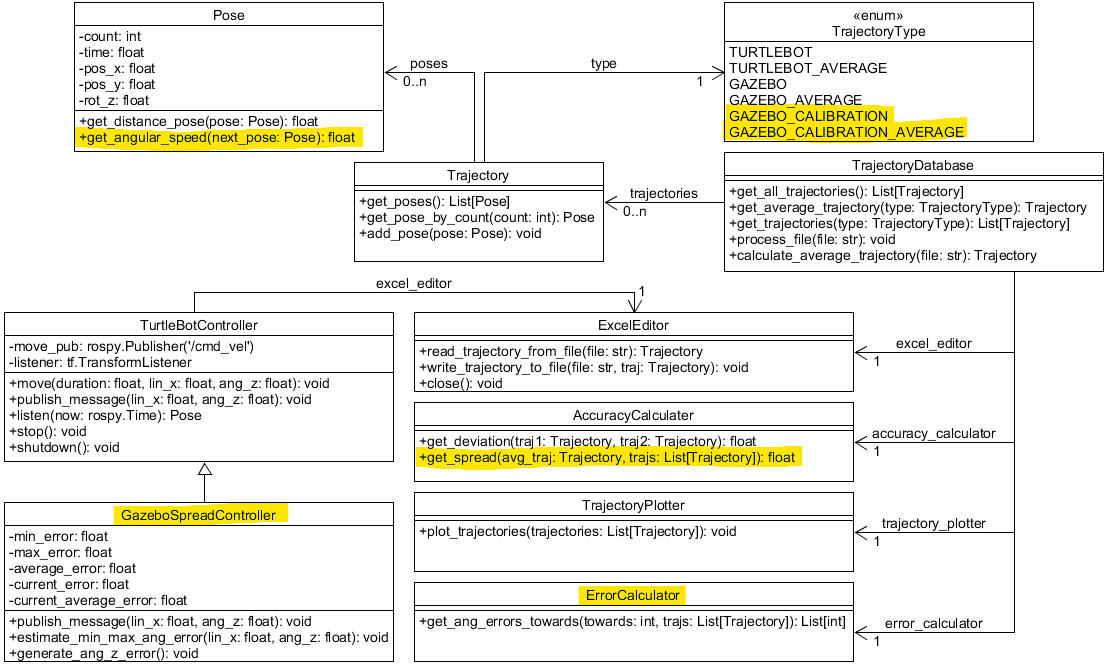 Pose
-count: int
-time: float
-pos_x: float
-pos_y: float
-rot_z: float
+get_distance_pose(pose: Pose): float
+get_angular_speed(next_pose: Pose): float
poses
0..n
type
1
«enum»
TrajectoryType
TURTLEBOT
TURTLEBOT_AVERAGE
GAZEBO
GAZEBO_AVERAGE
GAZEBO_CALIBRATION
GAZEBO_CALIBRATION_AVERAGE
Trajectory
+get_poses(): List[Pose]
+get_pose_by_count(count: int): Pose
+add_pose(pose: Pose): void
trajectories
0..n
TrajectoryDatabase
+get_all_trajectories(): List[Trajectory]
+get_average_trajectory(type: TrajectoryType): Trajectory
+get_trajectories(type: TrajectoryType): List[Trajectory]
+process_file(file: str): void
+calculate_average_trajectory(file: str): Trajectory
excel_editor
1
TurtleBotController
-move_pub: rospy.Publisher('/cmd_vel')
-listener: tf.TransformListener
+move(duration: float, lin_x: float, ang_z: float): void
+publish_message(lin_x: float, ang_z: float): void
+listen(now: rospy.Time): Pose
+stop(): void
+shutdown(): void
ExcelEditor
+read_trajectory_from_file(file: str): Trajectory
+write_trajectory_to_file(file: str, traj: Trajectory): void
+close(): void
excel_editor
1
AccuracyCalculater
+get_deviation(traj1: Trajectory, traj2: Trajectory): float
+get_spread(avg_traj: Trajectory, trajs: List[Trajectory]): float
accuracy_calculator
1
GazeboSpreadController
-min_error: float
-max_error: float
-average_error: float
-current_error: float
-current_average_error: float
+publish_message(lin_x: float, ang_z: float): void
+estimate_min_max_ang_error(lin_x: float, ang_z: float): void
+generate_ang_z_error(): void
TrajectoryPlotter
+plot_trajectories(trajectories: List[Trajectory]): void
trajectory_plotter
1
ErrorCalculator
+get_ang_errors_towards(towards: int, trajs: List[Trajectory]): List[int]
error_calculator
1